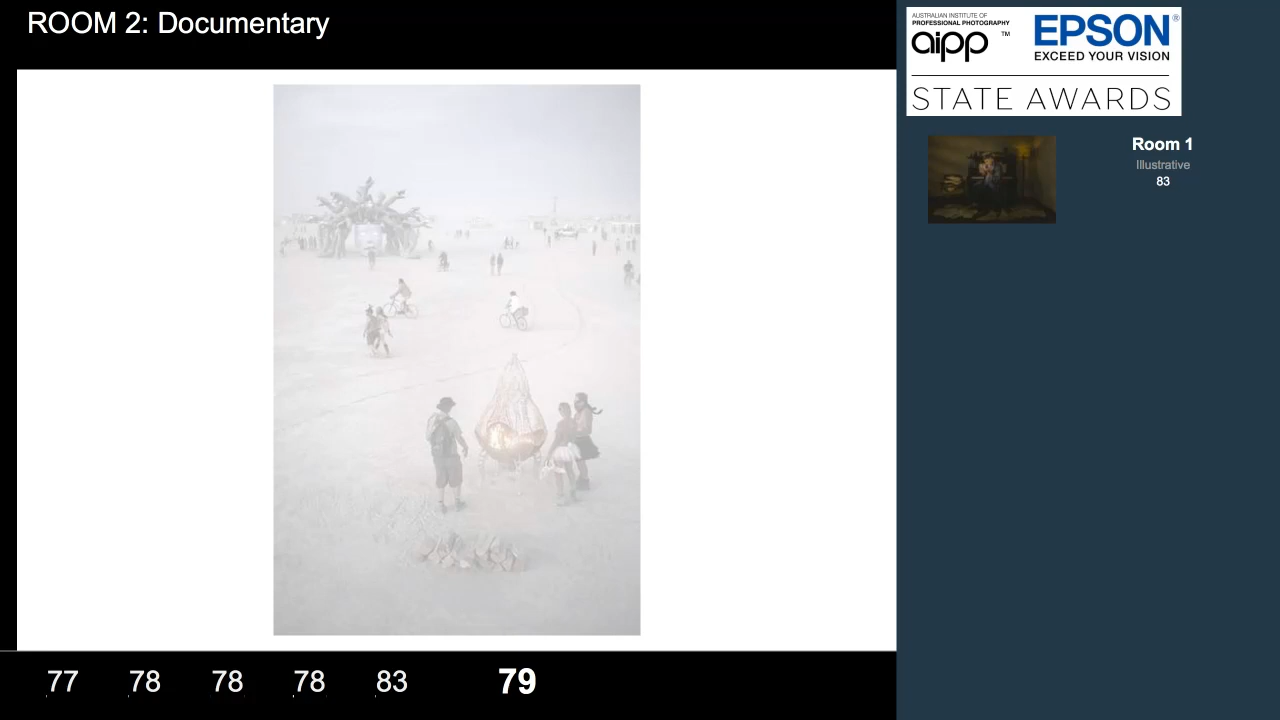 ROOM 2: Documentary
AUSTRALIAN INSTITUTE OF
PROFESSIONAL PHOTOGRAPHY
aipp TM
EPSON®
EXCEED YOUR VISION
STATE AWARDS
Room 1
Illustrative
83
77 78 78 78 83 79